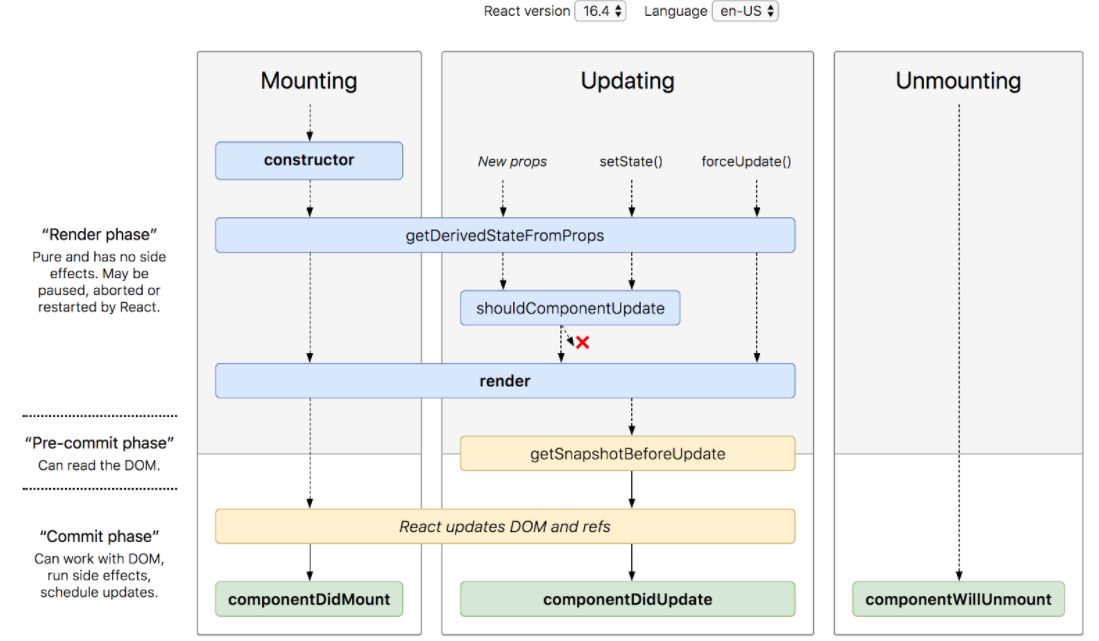 React version 16.4 Language en-US
Mounting
Updating
Unmounting
constructor
New props
setState()
forceUpdate()
getDerivedStateFromProps
shouldComponentUpdate
render
getSnapshotBeforeUpdate
React updates DOM and refs
componentDidMount
componentDidUpdate
componentWillUnmount
“Render phase”
Pure and has no side
effects. May be
paused, aborted or
restarted by React.
“Pre-commit phase”
Can read the DOM.
“Commit phase”
Can work with DOM,
run side effects,
schedule updates.